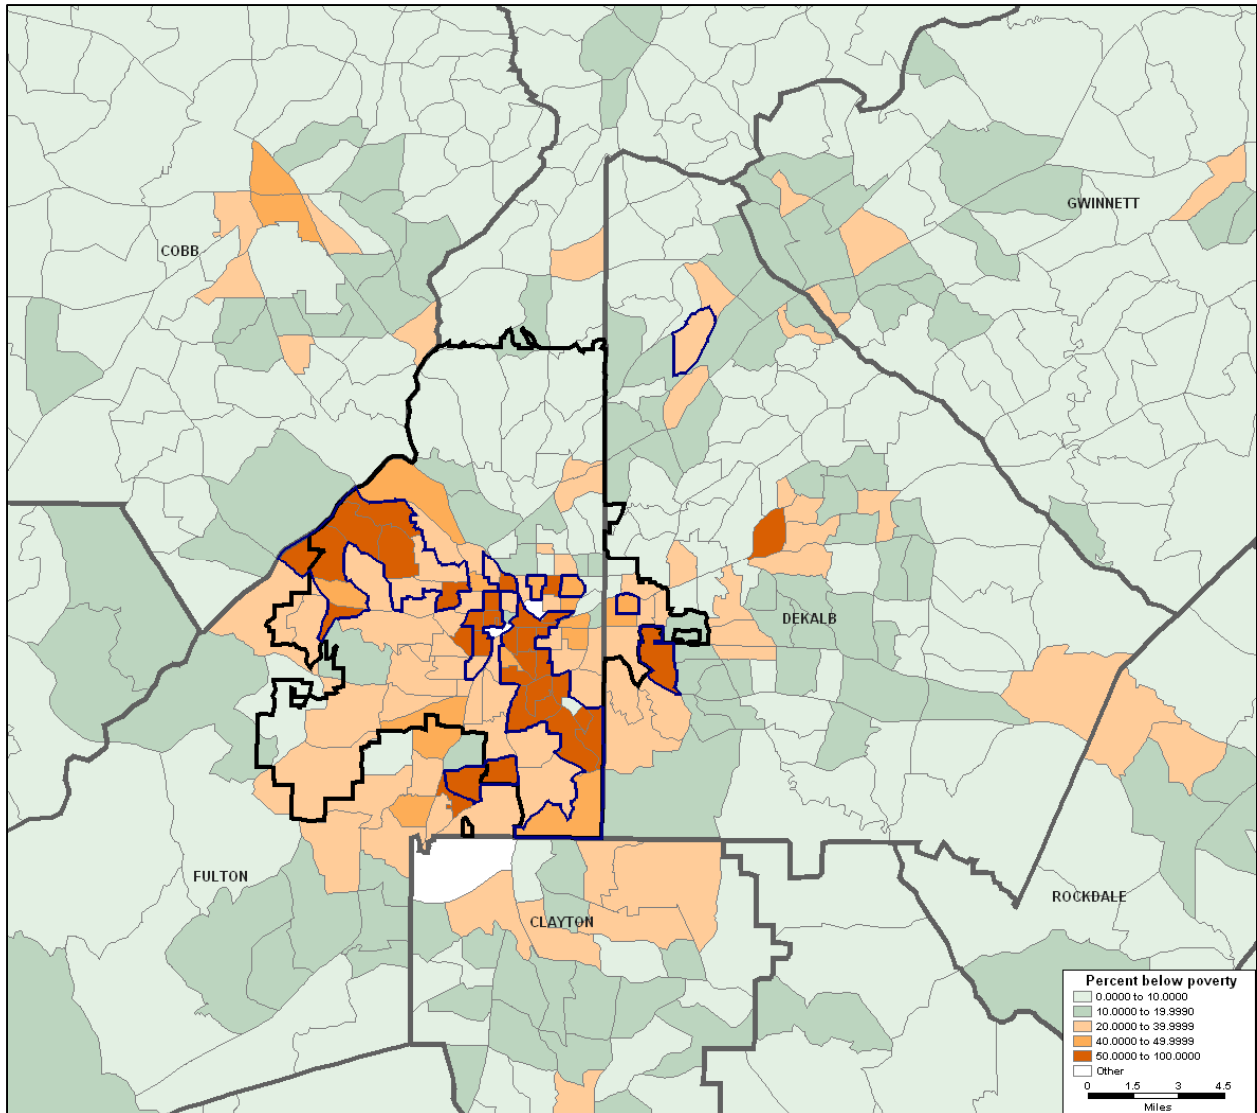 GWINNETT
COBB
DEKALB
FULTON
ROCKDALE
CLAYTON
Percent below poverty
0.0000 to 10.0000
10.0000 to 19.9990
20.0000 to 39.9999
40.0000 to 49.9999
50.0000 to 100.0000
Other
0 1.5 3 4.5
Miles